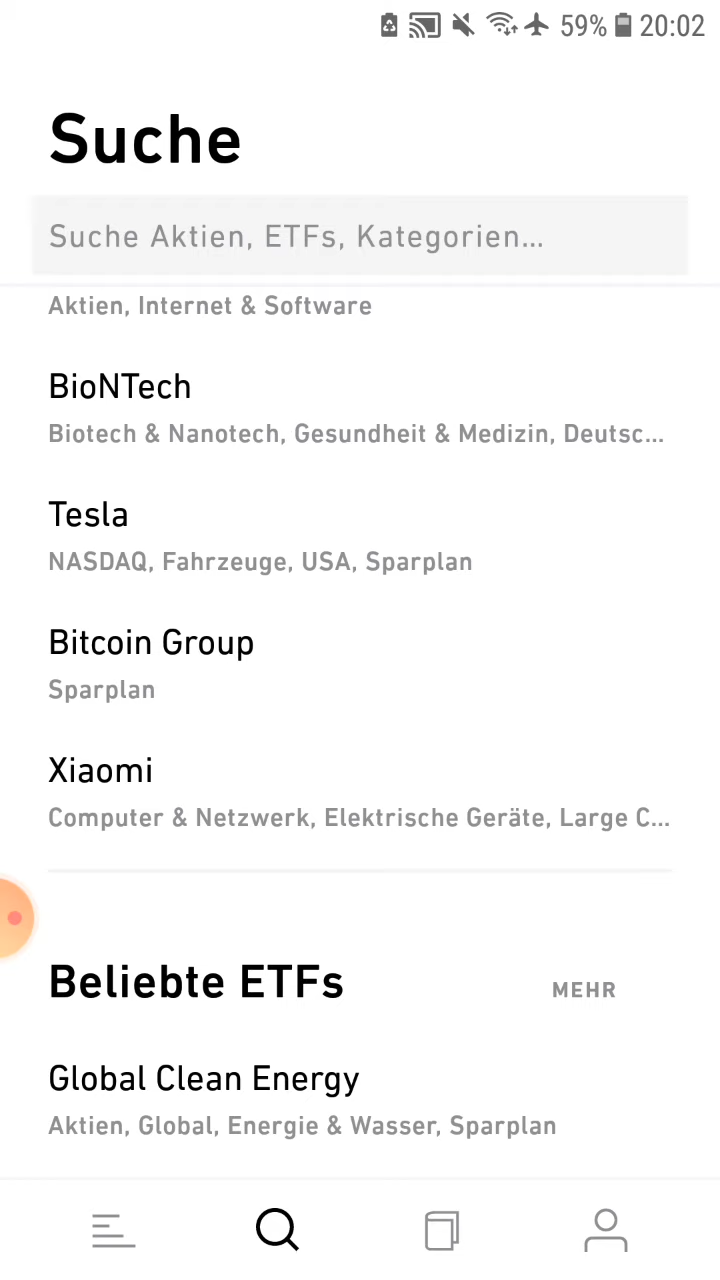 59% 20:02
Suche
Suche Aktien, ETFs, Kategorien...
Aktien, Internet & Software
BioNTech
Biotech & Nanotech, Gesundheit & Medizin, Deutsc...
Tesla
NASDAQ, Fahrzeuge, USA, Sparplan
Bitcoin Group
Sparplan
Xiaomi
Computer & Netzwerk, Elektrische Geräte, Large C...
Beliebte ETFs MEHR
Global Clean Energy
Aktien, Global, Energie & Wasser, Sparplan